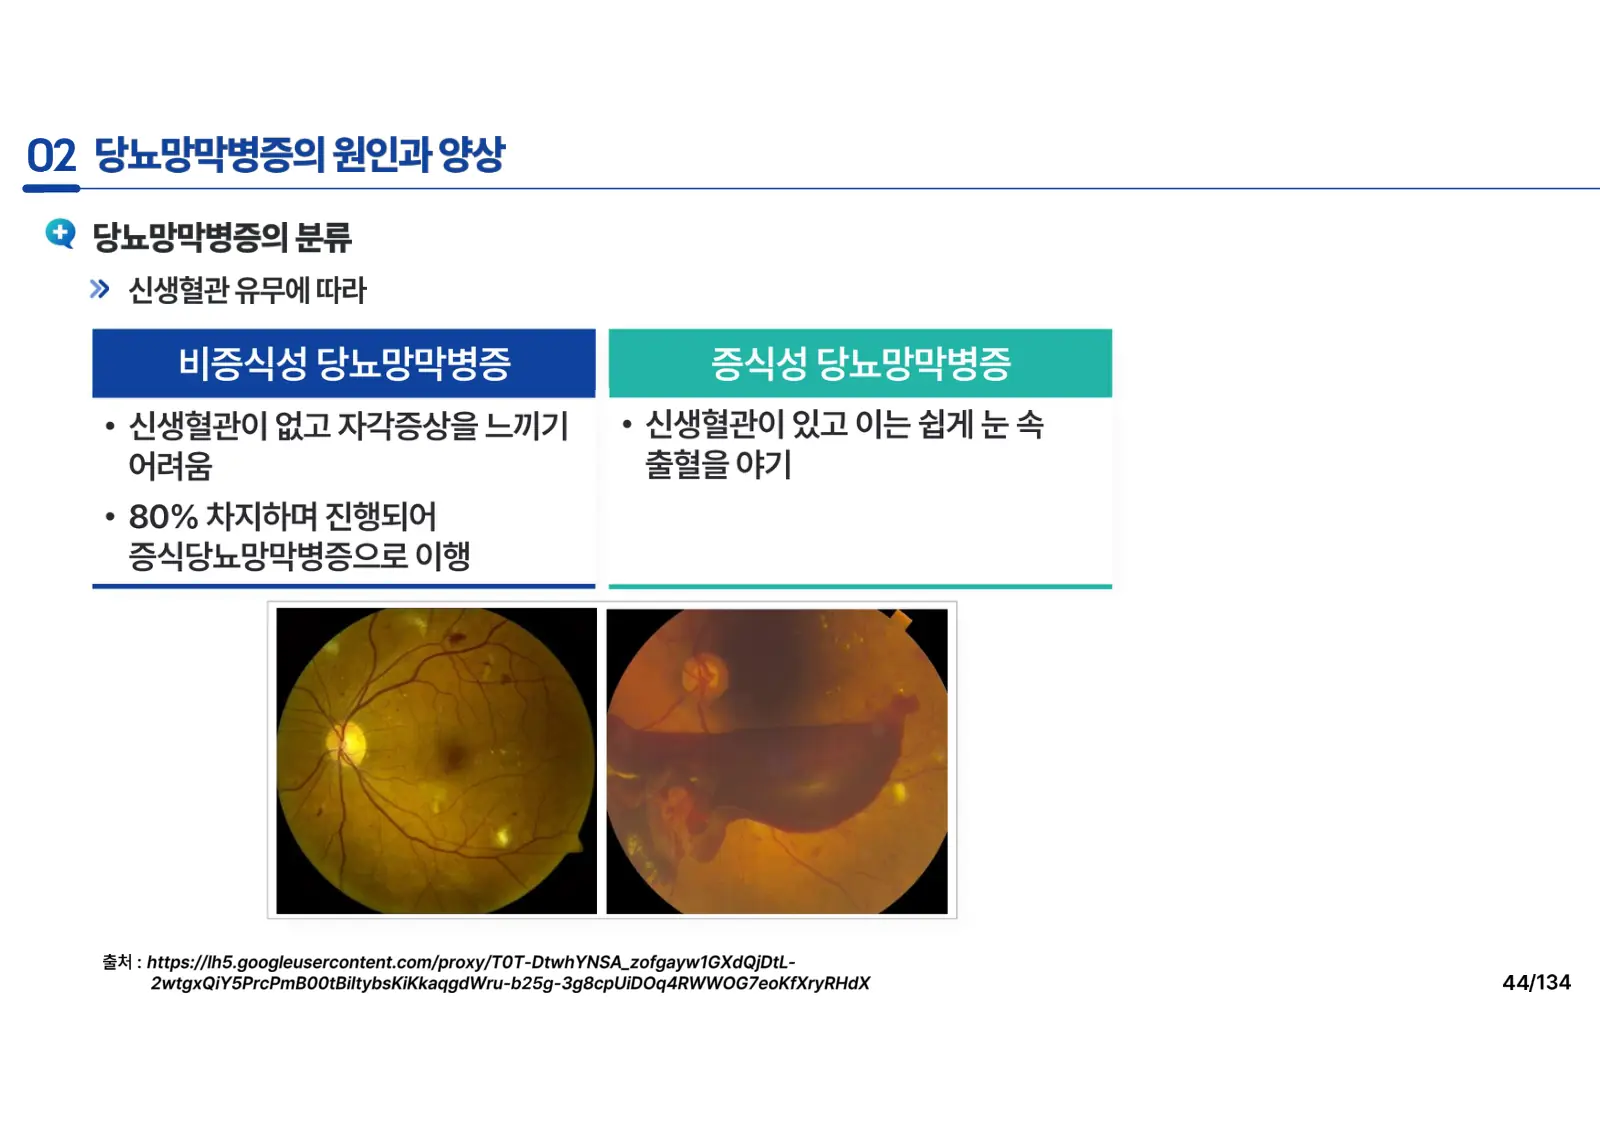 02 당뇨망막병증의 원인과 양상
당뇨망막병증의 분류
신생혈관 유무에 따라
비증식성 당뇨망막병증
• 신생혈관이 없고 자각증상을 느끼기
어려움
• 80% 차지하며 진행되어
증식당뇨망막병증으로 이행
증식성 당뇨망막병증
• 신생혈관이 있고 이는 쉽게 눈 속
출혈을 야기
출처 : https://lh5.googleusercontent.com/proxy/T0T-DtwhYNSA_zofgayw1GXdQjDtL-
2wtgxQiY5PrcPmB00tBiltybsKiKkaqgdWru-b25g-3g8cpUiDOq4RWWOG7eoKfXryRHdX
44/134